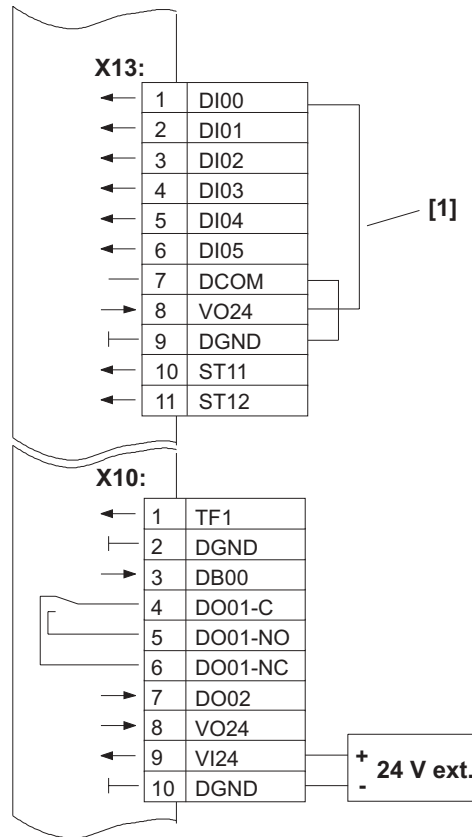 X13:
1 DI00
2 DI01
3 DI02
4 DI03
5 DI04
6 DI05
7 DCOM
8 VO24
9 DGND
10 ST11
11 ST12
[1]
X10:
1 TF1
2 DGND
3 DB00
4 DO01-C
5 DO01-NO
6 DO01-NC
7 DO02
8 VO24
9 VI24
10 DGND
+
24 V ext.
-